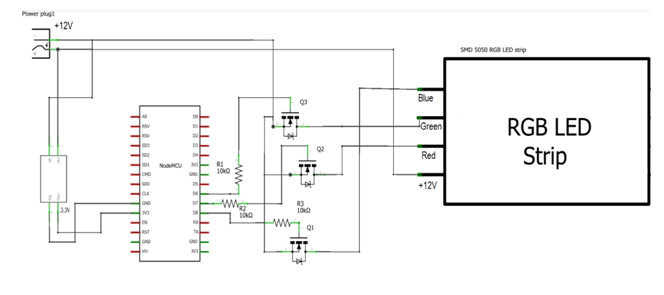 Power plug1
+12V
SMD 5050 RGB LED strip
Q3
Blue
Green
Red
+12V
RGB LED
Strip
NodeMCU
A0
RSV
RSV
SD3
SD2
SD1
CMD
SD0
CLK
GND
3V3
EN
RST
GND
Vin
D0
D1
D2
D3
D4
3V3
GND
D5
D6
D7
D8
RX
TX
GND
3V3
R1
10kΩ
Q2
R2
10kΩ
R3
10kΩ
Q1
3.3V